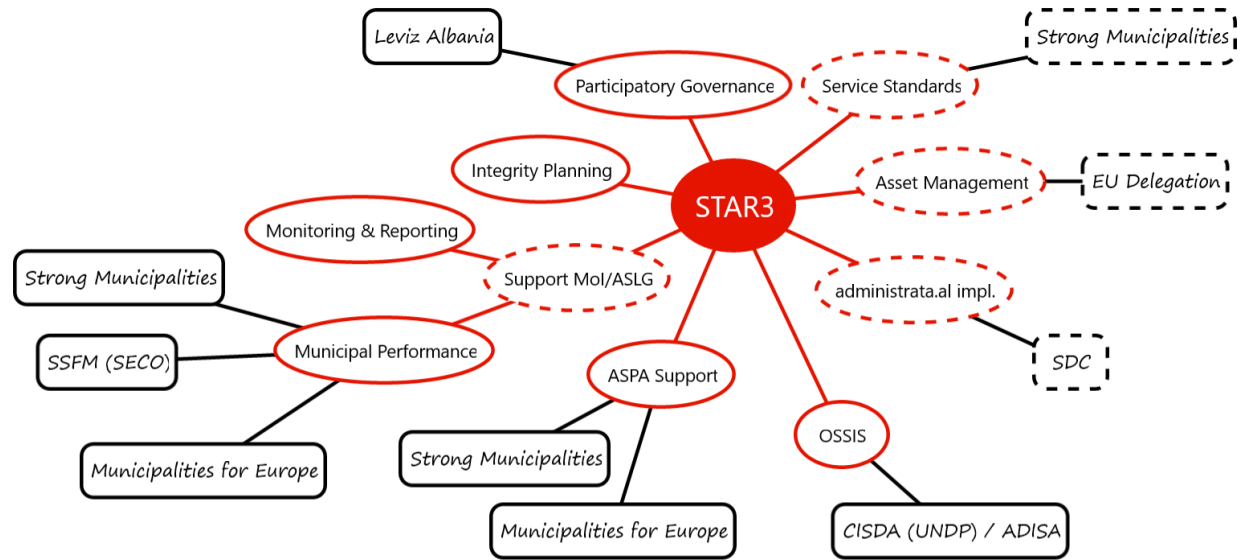 Leviz Albania
Strong Municipalities
Participatory Governance
Service Standards
Integrity Planning
Asset Management
EU Delegation
STAR3
Monitoring & Reporting
Strong Municipalities
Support MoI/ASLG
administrata.al impl.
Municipal Performance
SSFM (SECO)
ASPA Support
SDC
OSSIS
Municipalities for Europe
Strong Municipalities
Municipalities for Europe
CISDA (UNDP) / ADISA